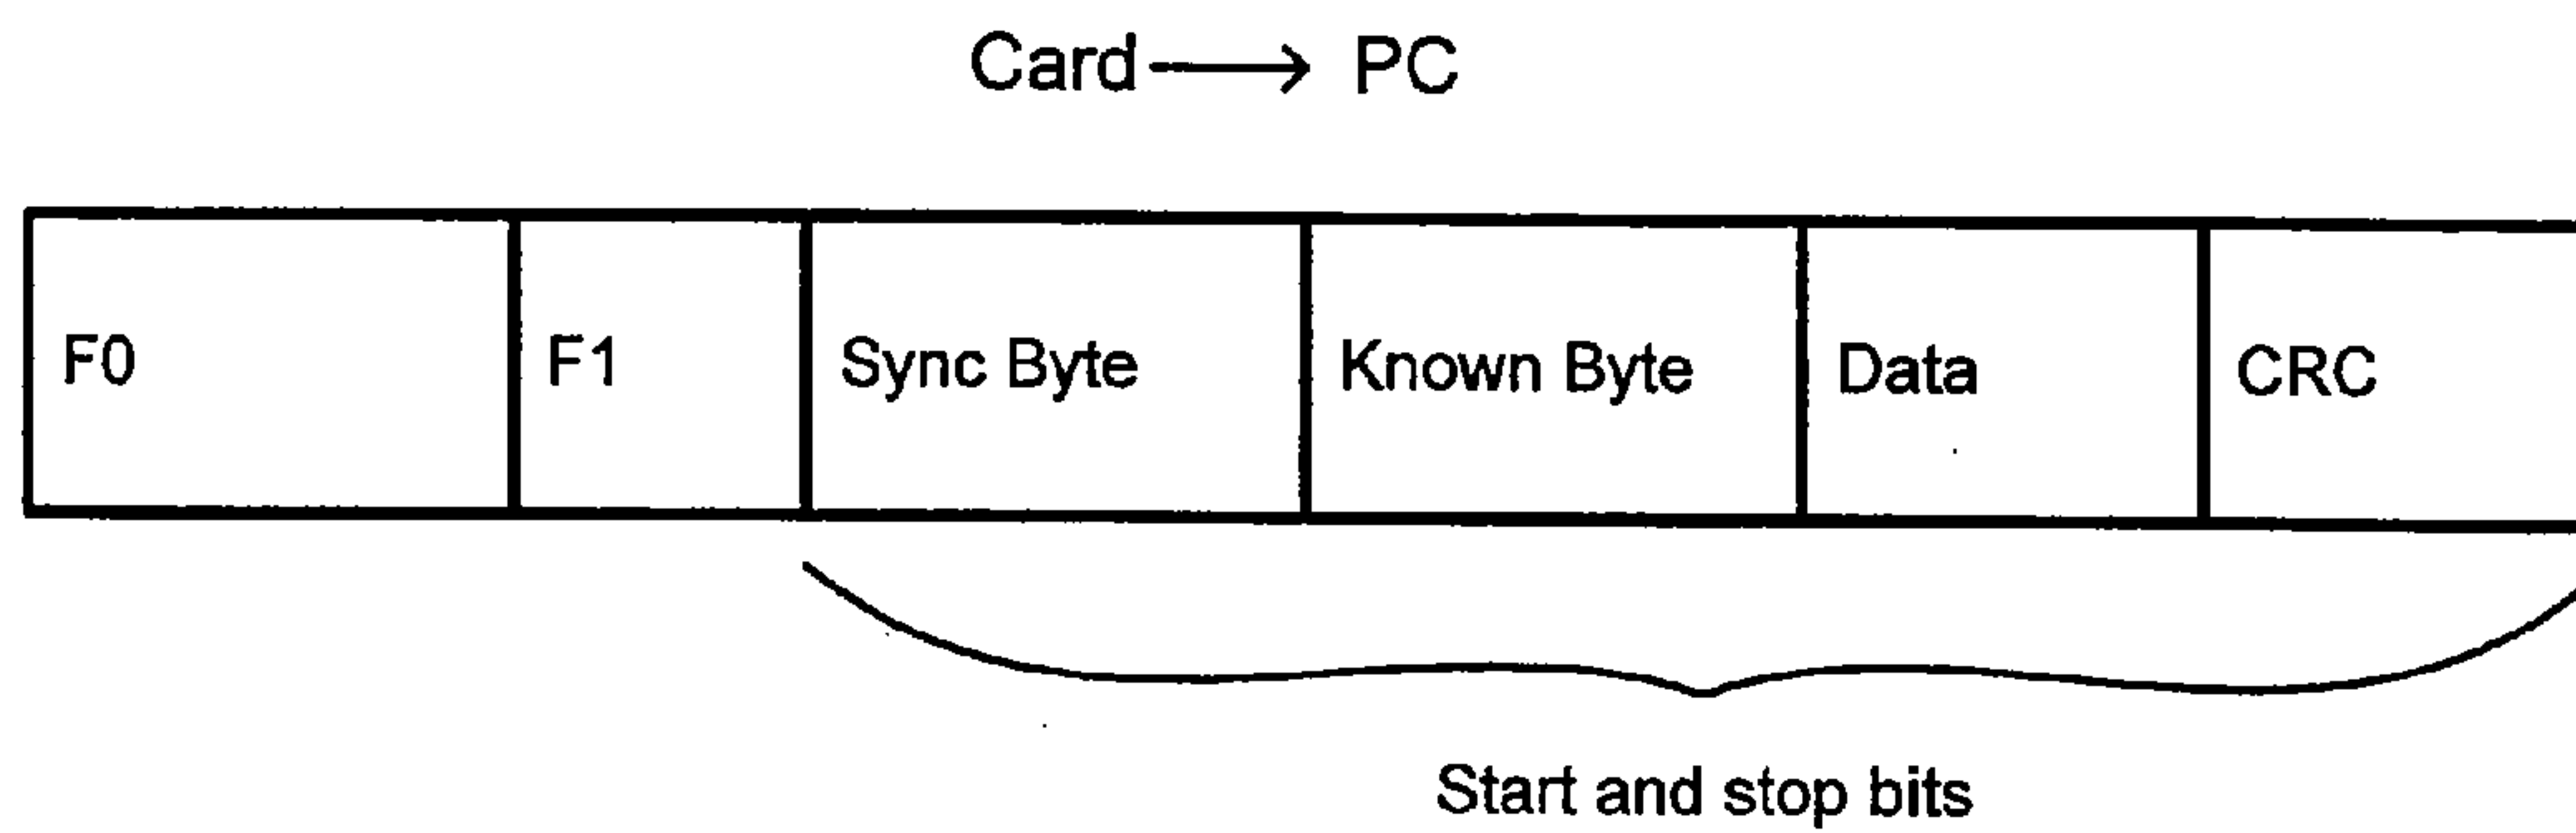 Card → PC
F0 F1 Sync Byte Known Byte Data CRC
Start and stop bits